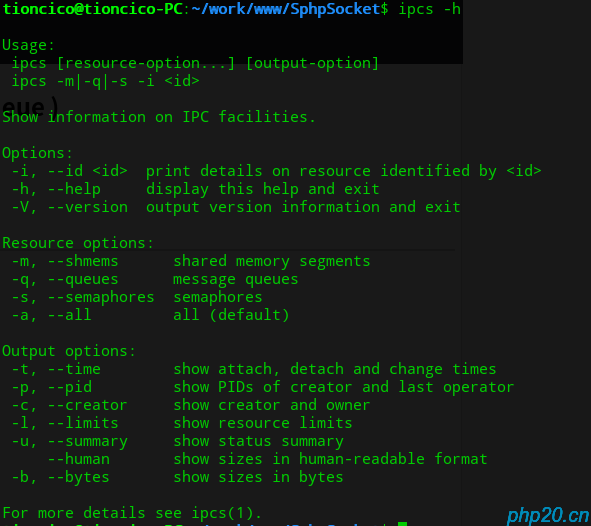 tioncico@tioncico-PC:~/work/www/SphpSocket$ ipcs -h
Usage:
ipcs [resource-option...] [output-option]
ipcs -m|-q|-s -i <id>
eue)
Show information on IPC facilities.
Options:
-i, --id <id>  print details on resource identified by <id>
-h, --help     display this help and exit
-V, --version  output version information and exit
Resource options:
-m, --shmems      shared memory segments
-q, --queues      message queues
-s, --semaphores  semaphores
-a, --all         all (default)
Output options:
-t, --time        show attach, detach and change times
-p, --pid         show PIDs of creator and last operator
-c, --creator     show creator and owner
-l, --limits      show resource limits
-u, --summary     show status summary
--human       show sizes in human-readable format
-b, --bytes       show sizes in bytes
For more details see ipcs(1).
php20.cn